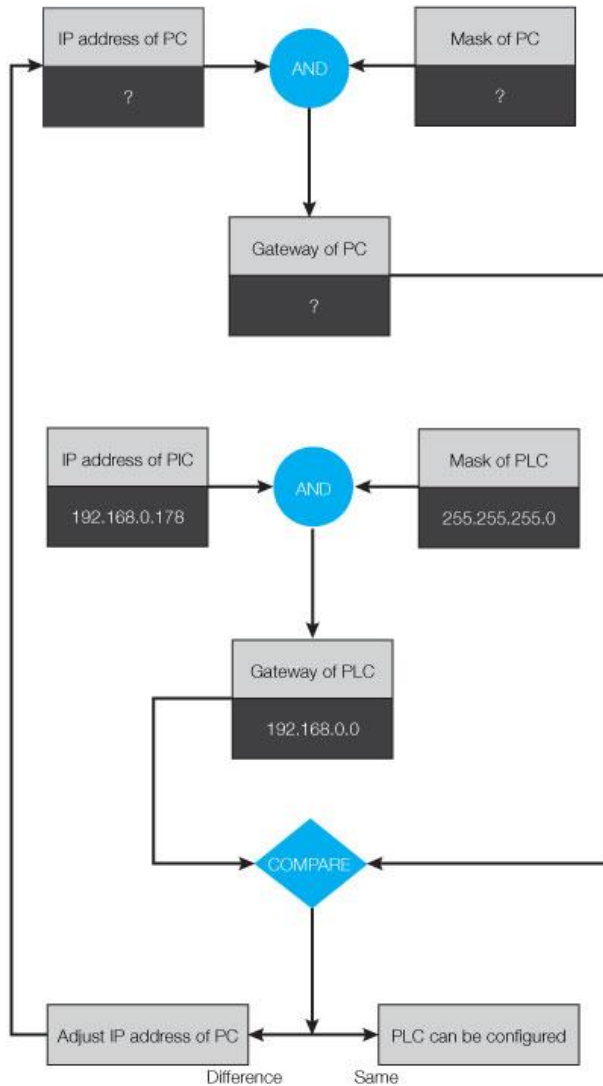 IP address of PC
AND
Mask of PC
?
?
Gateway of PC
?
IP address of PIC
AND
Mask of PLC
192.168.0.178
255.255.255.0
Gateway of PLC
192.168.0.0
COMPARE
Adjust IP address of PC
PLC can be configured
Difference
Same